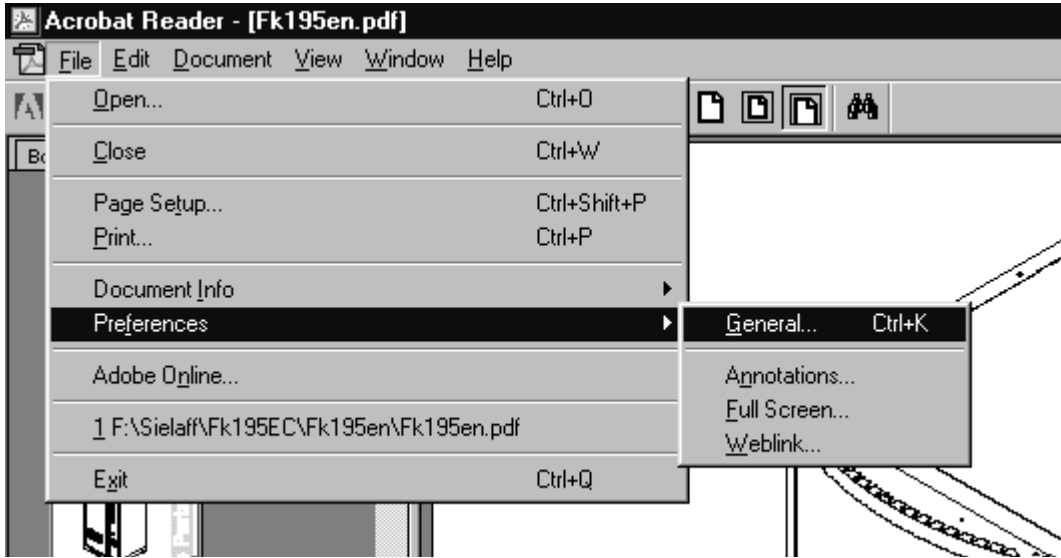 Acrobat Reader - [Fk195en.pdf]
File Edit Document View Window Help
Open... Ctrl+O
Close Ctrl+W
Page Setup... Ctrl+Shift+P
Print... Ctrl+P
Document Info
Preferences
General... Ctrl+K
Annotations...
Full Screen...
Weblink...
Adobe Online...
1 F:\Sielaff\Fk195EC\Fk195en\Fk195en.pdf
Exit Ctrl+Q